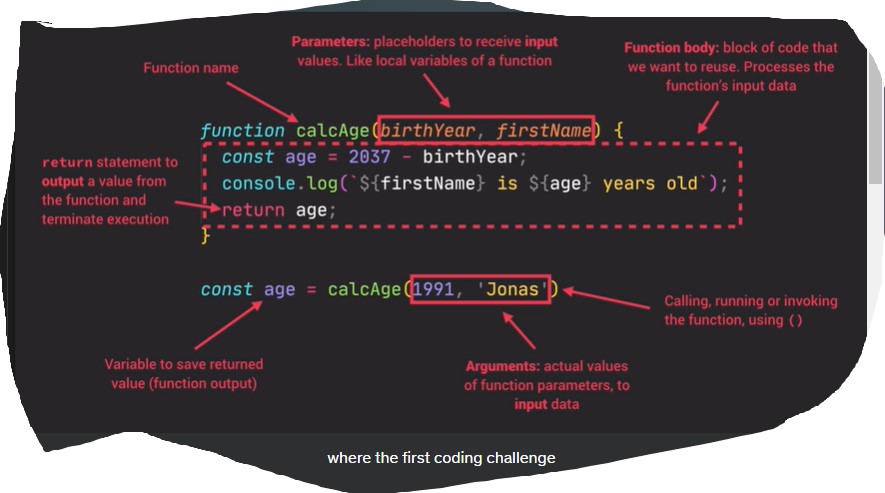 Parameters: placeholders to receive input
values. Like local variables of a function
Function name
Function body: block of code that
we want to reuse. Processes the
function's input data
function calcAge(birthYear, firstName) {
const age = 2037 - birthYear;
console.log(`${firstName} is ${age} years old`);
return age;
}
return statement to
output a value from
the function and
terminate execution
const age = calcAge(1991, 'Jonas')
Calling, running or invoking
the function, using ()
Variable to save returned
value (function output)
Arguments: actual values
of function parameters, to
input data
where the first coding challenge